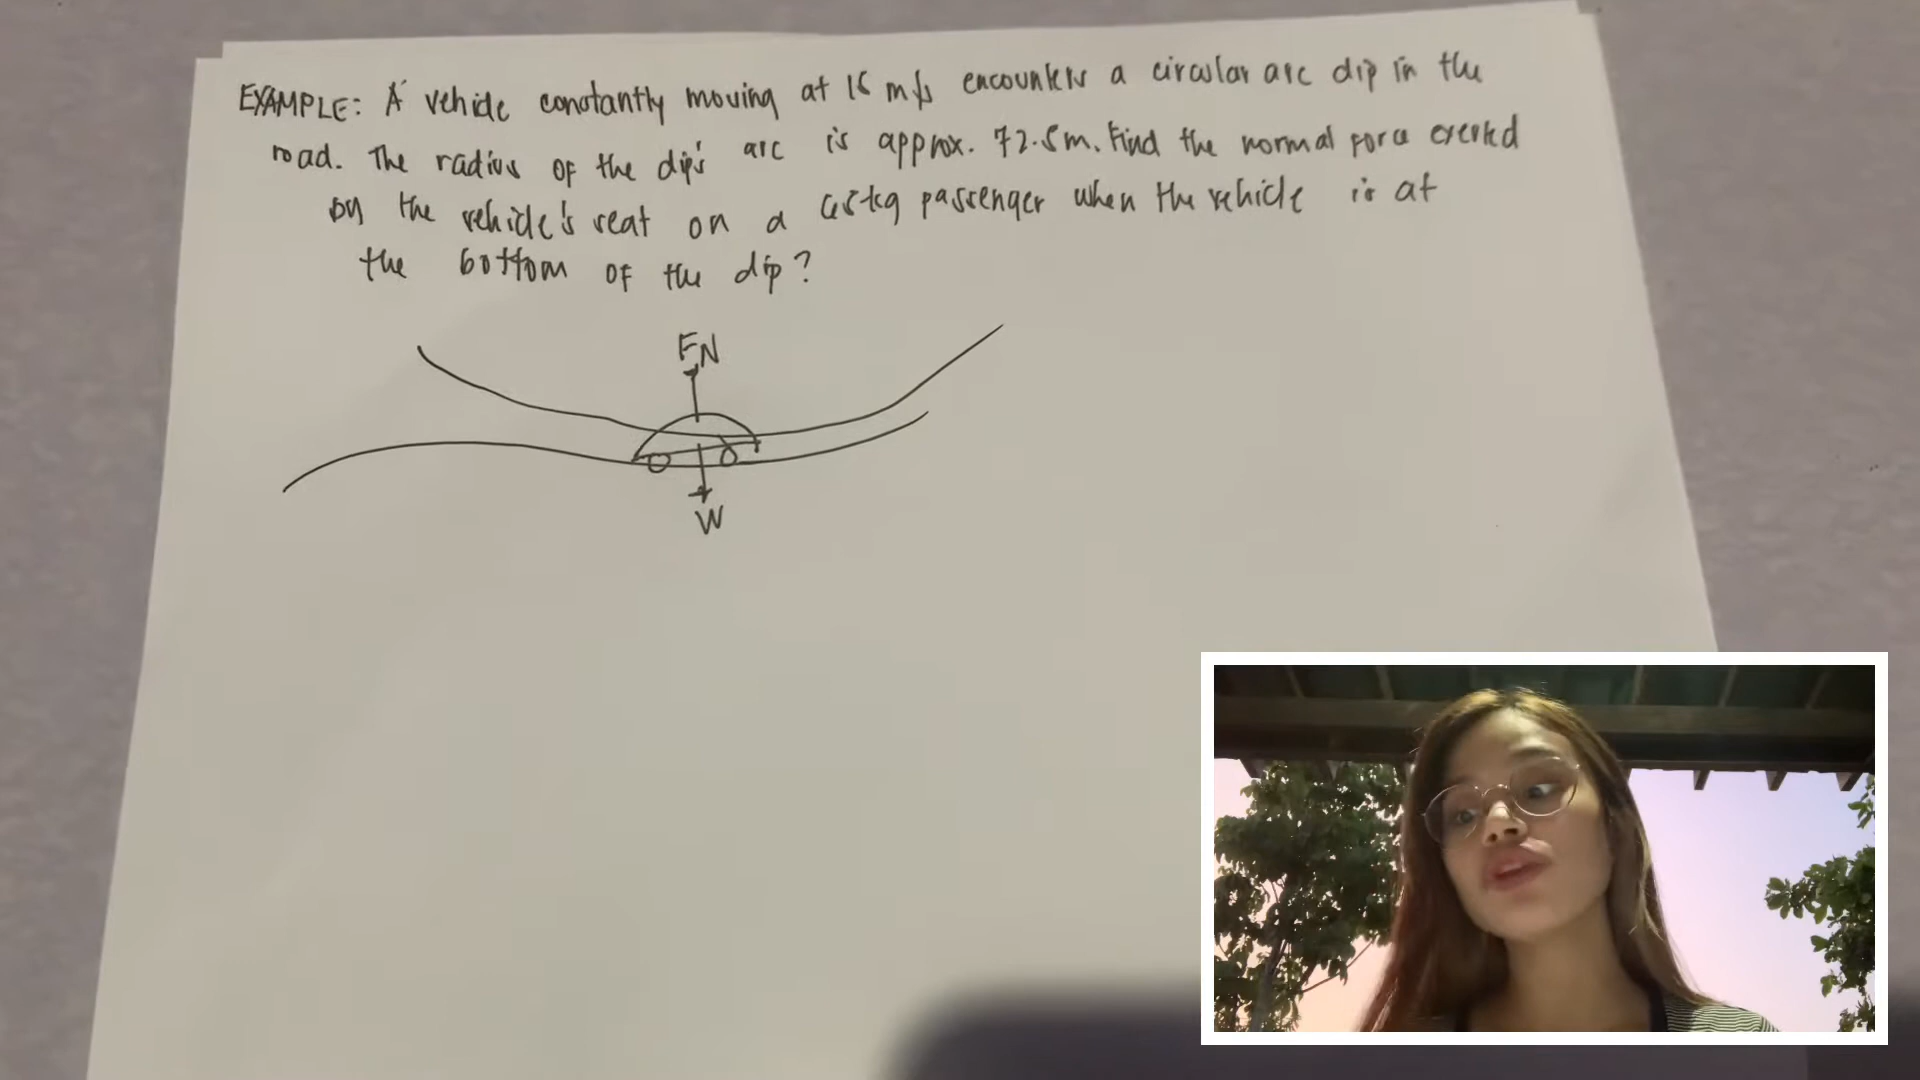 EXAMPLE: A vehicle constantly moving at 16 m/s encounters a circular arc dip in the
road. The radius of the dip's arc is approx. 72.5m. Find the normal force exerted
by the vehicle's seat on a 65kg passenger when the vehicle is at
the bottom of the dip?
FN
W